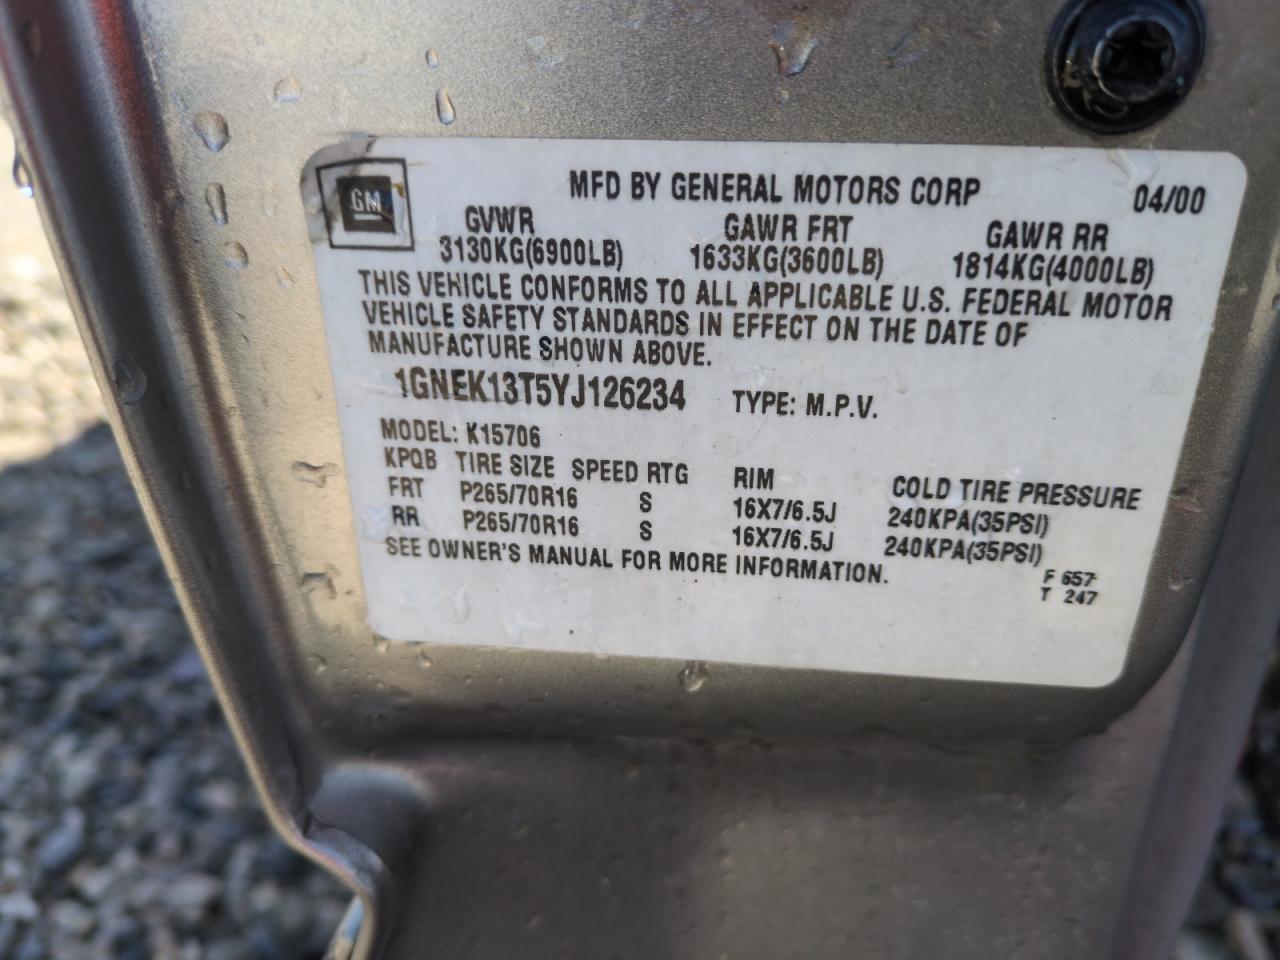 GM
MFD BY GENERAL MOTORS CORP 04/00
GVWR GAWR FRT GAWR RR
3130KG(6900LB) 1633KG(3600LB) 1814KG(4000LB)
THIS VEHICLE CONFORMS TO ALL APPLICABLE U.S. FEDERAL MOTOR
VEHICLE SAFETY STANDARDS IN EFFECT ON THE DATE OF
MANUFACTURE SHOWN ABOVE.
1GNEK13T5YJ126234 TYPE: M.P.V.
MODEL: K15706
KPQB TIRE SIZE SPEED RTG RIM COLD TIRE PRESSURE
FRT P265/70R16 S 16X7/6.5J 240KPA(35PSI)
RR P265/70R16 S 16X7/6.5J 240KPA(35PSI)
SEE OWNER'S MANUAL FOR MORE INFORMATION.
F 657
T 247